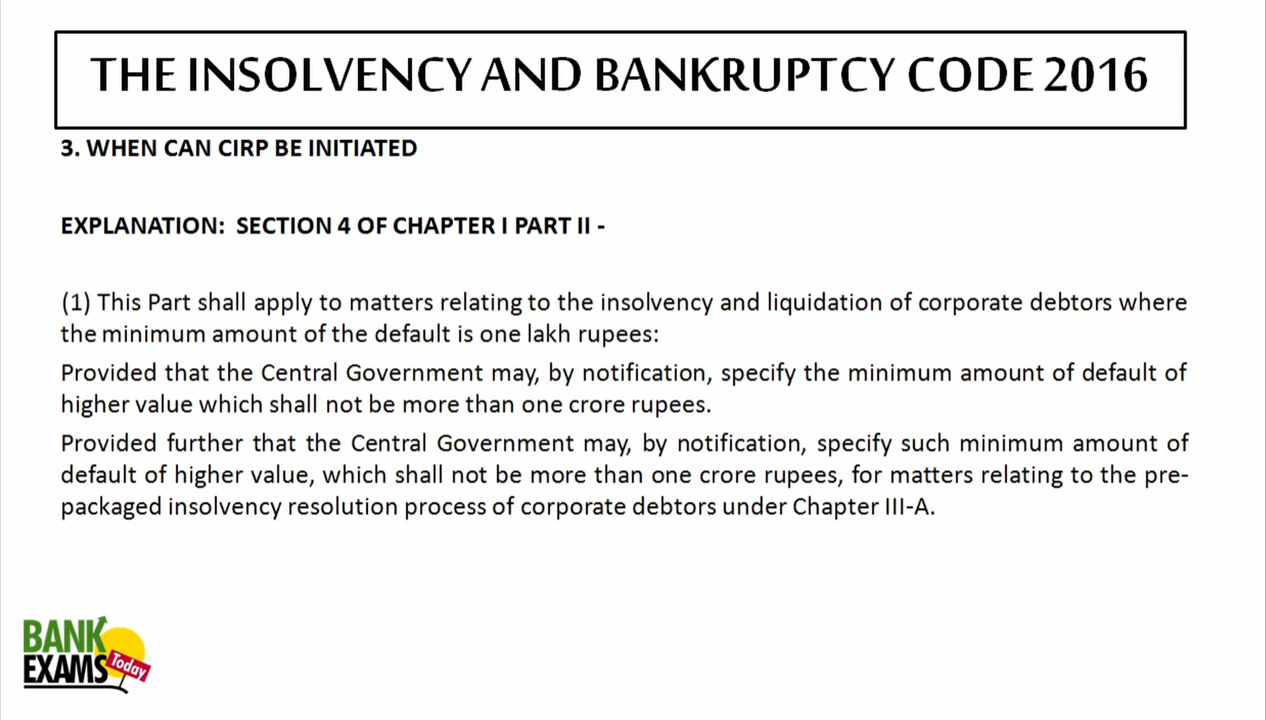 THE INSOLVENCY AND BANKRUPTCY CODE 2016
3. WHEN CAN CIRP BE INITIATED
EXPLANATION: SECTION 4 OF CHAPTER I PART II -
(1) This Part shall apply to matters relating to the insolvency and liquidation of corporate debtors where
the minimum amount of the default is one lakh rupees:
Provided that the Central Government may, by notification, specify the minimum amount of default of
higher value which shall not be more than one crore rupees.
Provided further that the Central Government may, by notification, specify such minimum amount of
default of higher value, which shall not be more than one crore rupees, for matters relating to the pre-
packaged insolvency resolution process of corporate debtors under Chapter III-A.
BANK
EXAMS
Today